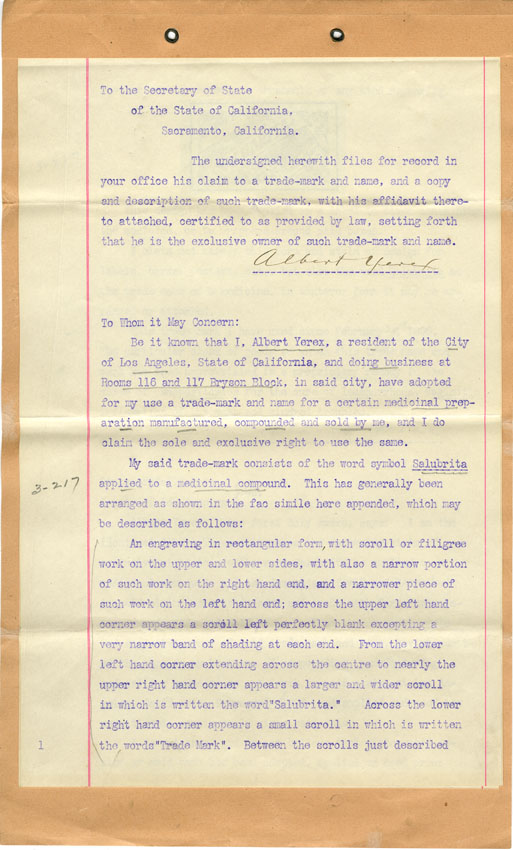 To the Secretary of State
of the State of California,
Sacramento, California.
The undersigned herewith files for record in
your office his claim to a trade-mark and name, and a copy
and description of such trade-mark, with his affidavit there-
to attached, certified to as provided by law, setting forth
that he is the exclusive owner of such trade-mark and name.
Albert Yerex
To Whom it May Concern:
Be it known that I, Albert Yerex, a resident of the City
of Los Angeles, State of California, and doing business at
Rooms 116 and 117 Bryson Block, in said city, have adopted
for my use a trade-mark and name for a certain medicinal prep-
aration manufactured, compounded and sold by me, and I do
claim the sole and exclusive right to use the same.
My said trade-mark consists of the word symbol Salubrita
applied to a medicinal compound. This has generally been
3-217
arranged as shown in the fac simile here appended, which may
be described as follows:
An engraving in rectangular form, with scroll or filigree
work on the upper and lower sides, with also a narrow portion
of such work on the right hand end, and a narrower piece of
such work on the left hand end; across the upper left hand
corner appears a scroll left perfectly blank excepting a
very narrow band of shading at each end. From the lower
left hand corner extending across the centre to nearly the
upper right hand corner appears a larger and wider scroll
in which is written the word"Salubrita." Across the lower
right hand corner appears a small scroll in which is written
the words"Trade Mark". Between the scrolls just described
1